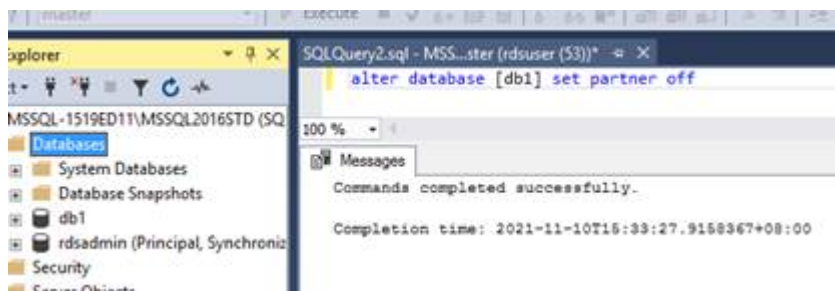 master
Execute
Explorer
SQLQuery2.sql - MSS...ster (rdsuser (53))*
alter database [db1] set partner off
MSSQL-1519ED11\MSSQL2016STD (SQ
Databases
System Databases
Database Snapshots
db1
rdsadmin (Principal, Synchroniz
Security
Server Objects
100 %
Messages
Commands completed successfully.
Completion time: 2021-11-10T15:33:27.9158367+08:00